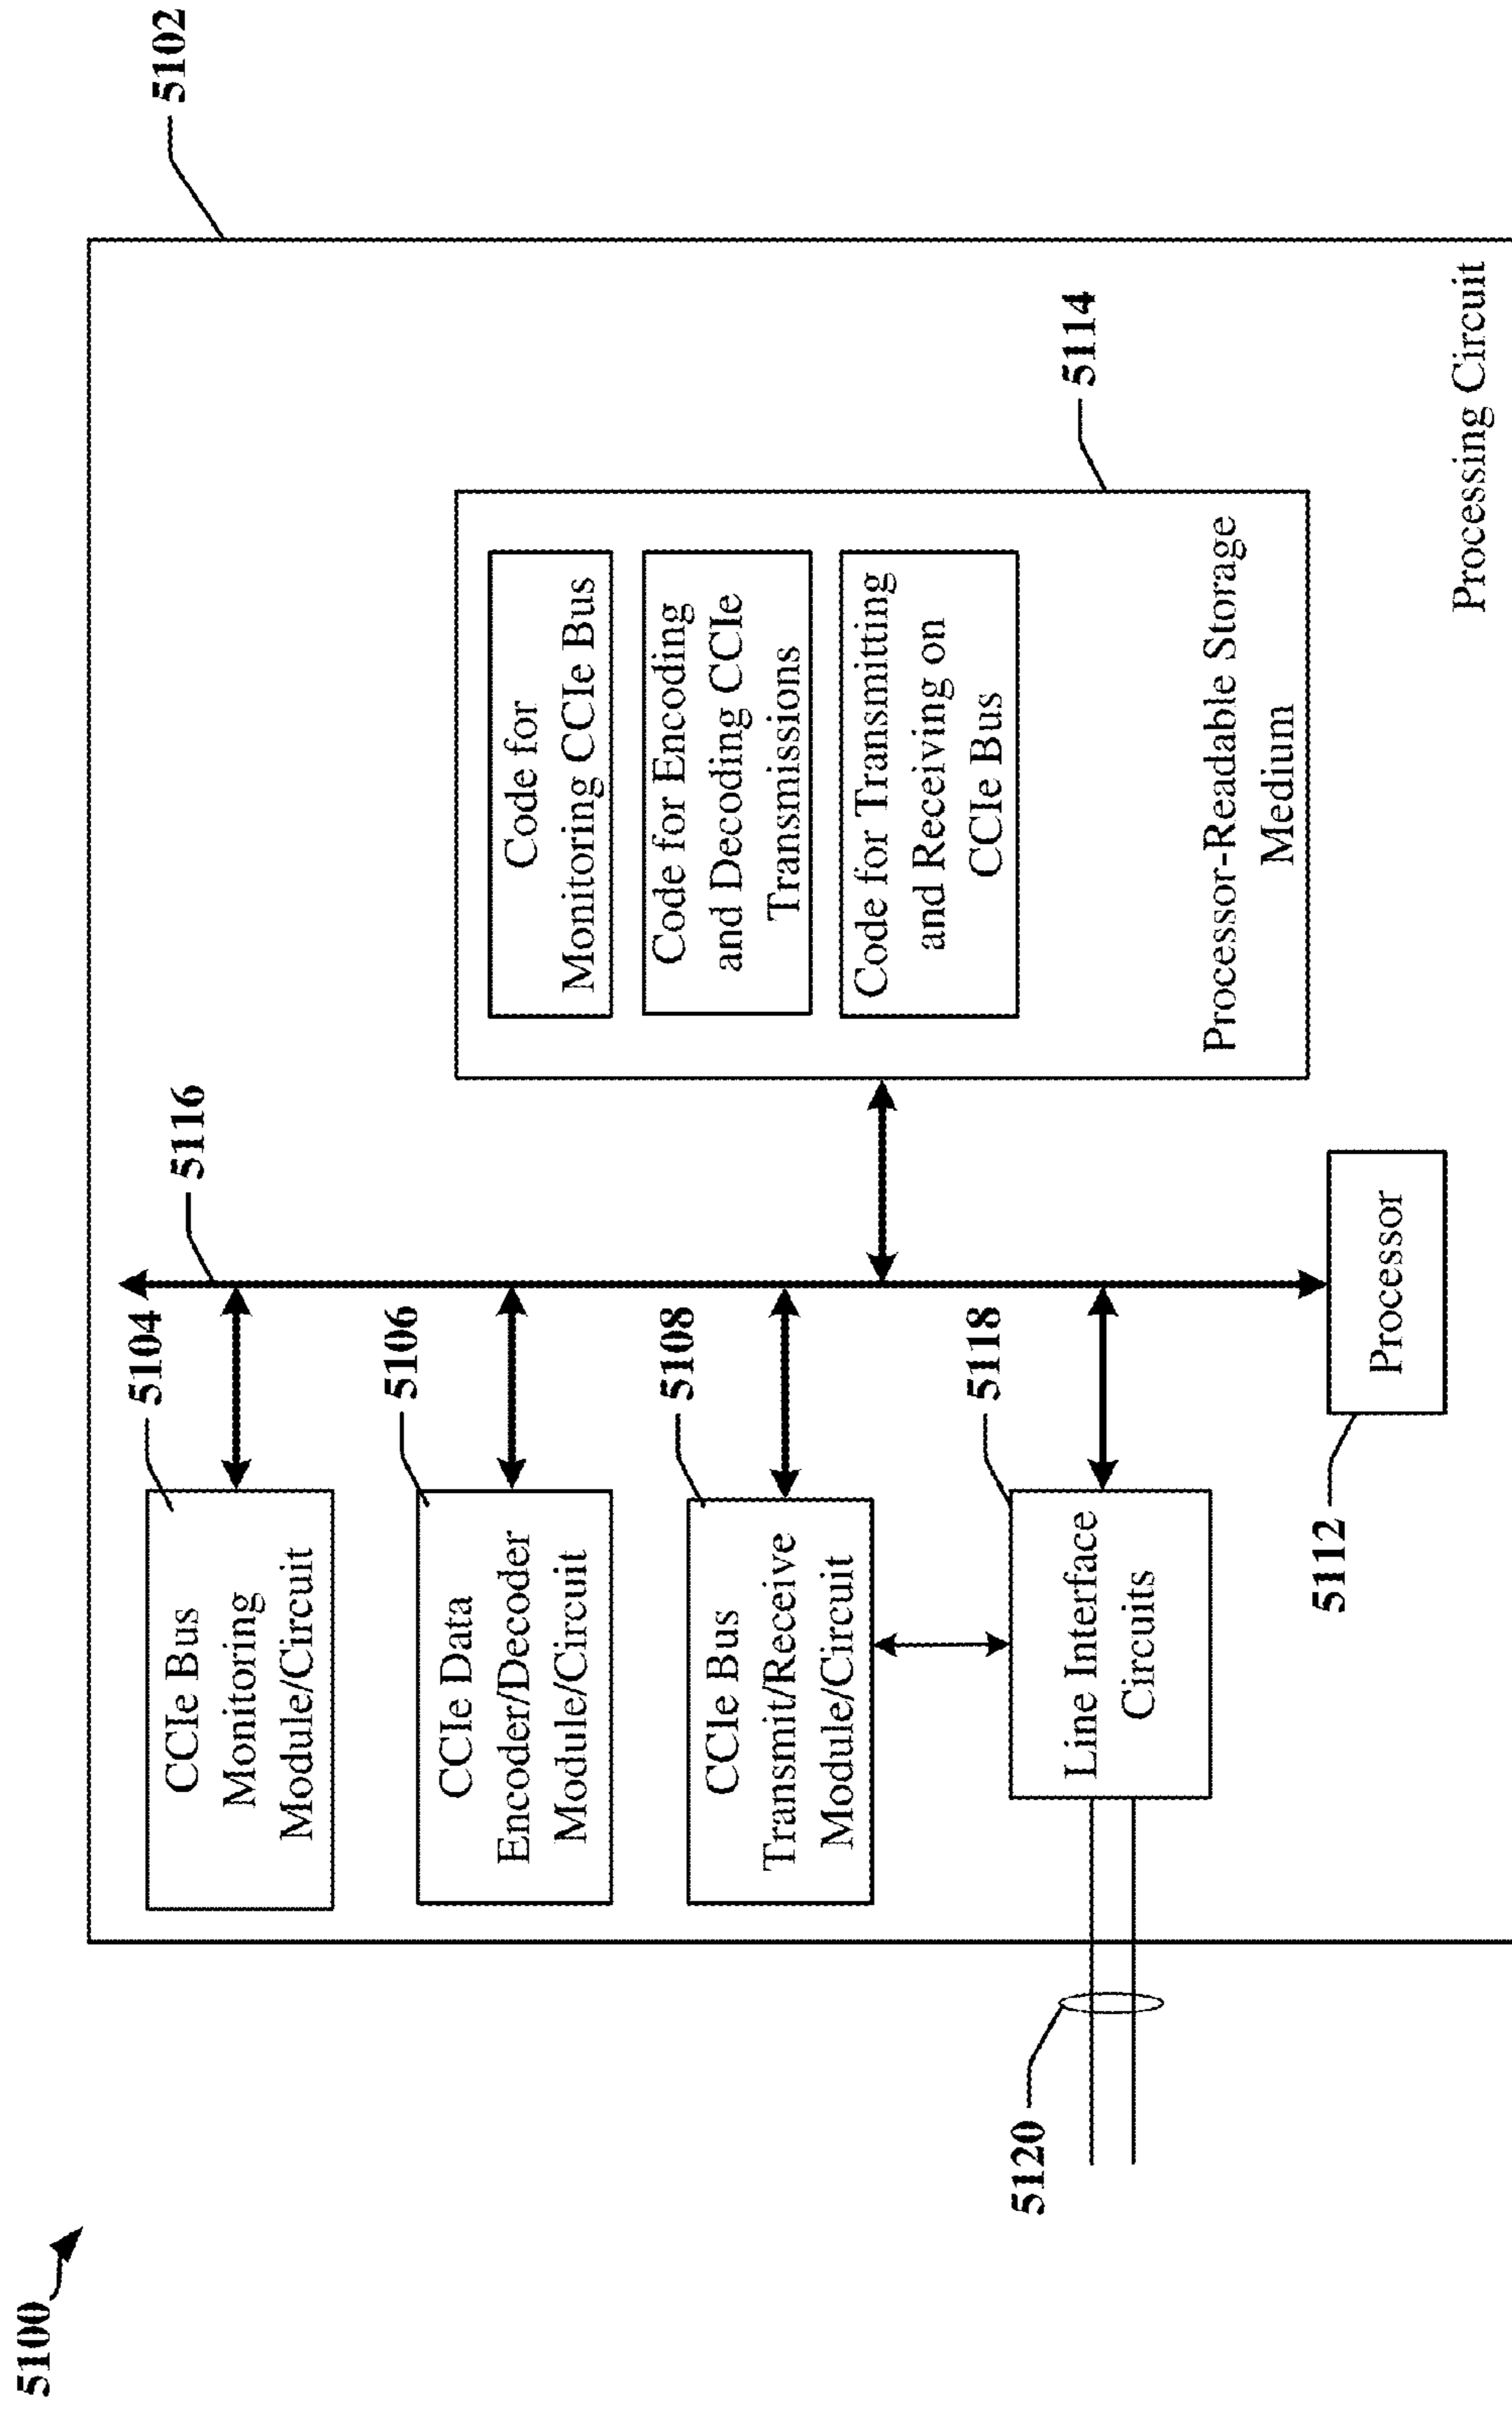 5100
5102
5104
CCIe Bus
Monitoring
Module/Circuit
5116
5106
CCIe Data
Encoder/Decoder
Module/Circuit
5108
CCIe Bus
Transmit/Receive
Module/Circuit
5118
Line Interface
Circuits
5120
5112
Processor
5114
Code for
Monitoring CCIe Bus
Code for Encoding
and Decoding CCIe
Transmissions
Code for Transmitting
and Receiving on
CCIe Bus
Processor-Readable Storage
Medium
Processing Circuit